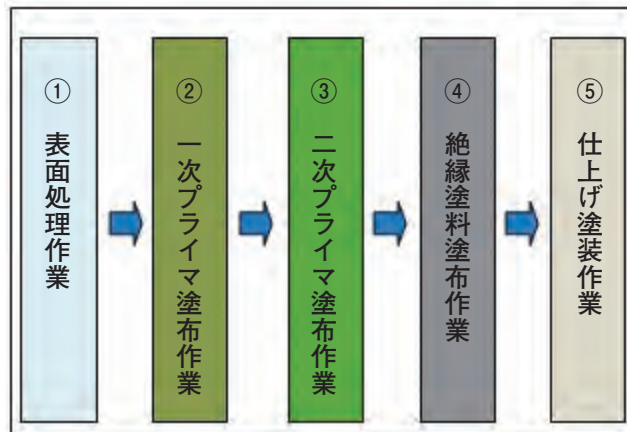 ① 表面処理作業
② 一次プライマ塗布作業
③ 二次プライマ塗布作業
④ 絶縁塗料塗布作業
⑤ 仕上げ塗装作業